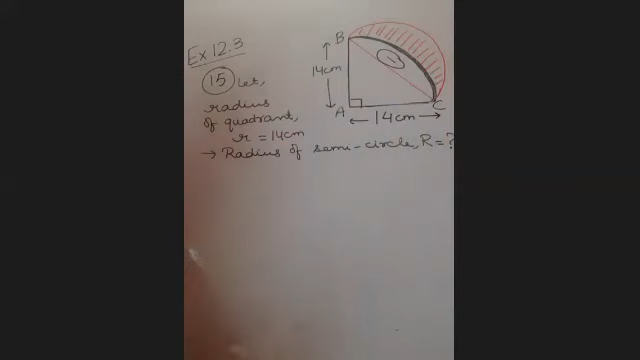 Ex 12.3
15 Let,
radius
of quadrant,
r = 14cm
→ Radius of semi-circle, R = ?
B
14cm
A
C
14cm